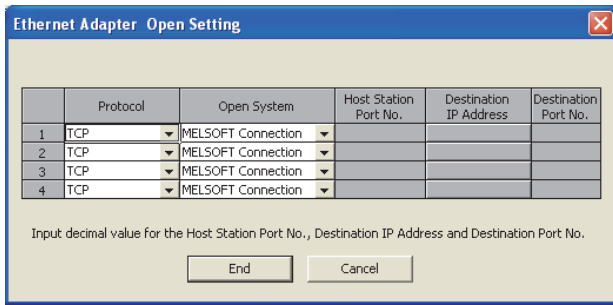 Ethernet Adapter Open Setting
Protocol Open System Host Station Port No. Destination IP Address Destination Port No.
1 TCP MELSOFT Connection
2 TCP MELSOFT Connection
3 TCP MELSOFT Connection
4 TCP MELSOFT Connection
Input decimal value for the Host Station Port No., Destination IP Address and Destination Port No.
End Cancel